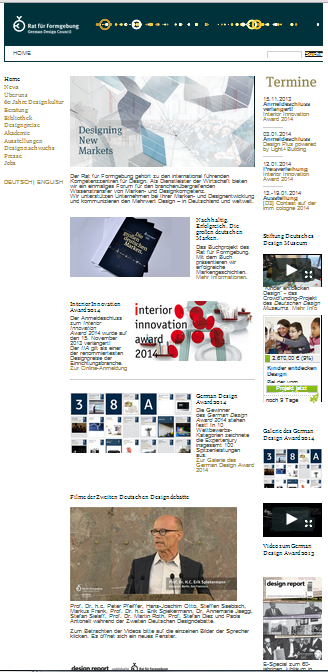 Rat für Formgebung
German Design Council
HOME
Home
News
Über uns
60 Jahre Designkultur
Beratung
Bibliothek
Designpreise
Akademie
Ausstellungen
Designnachwuchs
Presse
Jobs
DEUTSCH | ENGLISH
Designing
New
Markets
Der Rat für Formgebung gehört zu den international führenden
Kompetenzzentren für Design. Als Dienstleister der Wirtschaft bieten
wir ein einmaliges Forum für den branchenübergreifenden
Wissenstransfer von Marken- und Designkompetenz.
Wir unterstützen Unternehmen bei ihrer Marken- und Designentwicklung
und kommunizieren den Mehrwert Design – in Deutschland und weltweit.
Nachhaltig.
Erfolgreich. Die
großen deutschen
Marken.
Das Buchprojekt des
Rat für Formgebung.
Mit dem Buch
präsentieren wir
erfolgreiche
Markengeschichten.
Mehr Informationen.
Interior Innovation
Award 2014
Der Anmeldeschluss
zum Interior
Innovation
Award 2014 wurde auf
den 15. November
2013 verlängert!
Der IIA gilt als einer
der renommiertesten
Designpreise der
Einrichtungsbranche.
Zur Online-Anmeldung
interior
innovation
award
2014
3 8 A
German Design
Award 2014
Die Gewinner
des German Design
Award 2014 stehen
fest! In 10
Wettbewerbs-
Kategorien zeichnete
die Expertenjury
insgesamt 100
Spitzenleistungen
aus.
Zur Galerie des
German Design Award
2014
Filme der Zweiten Deutschen Designdebatte
Prof. Dr. h.c. Erik Spiekermann
Prof. Dr. h.c. Peter Pfeiffer, Hans-Joachim Otto, Steffen Seebach,
Markus Frank, Prof. Dr. h.c. Erik Spiekermann, Dr. Annemarie Jaeggi,
Stefan Sielaff, Prof. Dr. Martin Roth, Prof. Stefan Diez und Paola
Antonelli während der Zweiten Deutschen Designdebatte.
Zum Betrachten der Videos bitte auf die einzelnen Bilder der Sprecher
klicken. Es öffnet sich ein neues Fenster.
Termine
15.11.2013
Anmeldeschluss
verlängert!
Interior Innovation
Award 2014
03.01.2014
Anmeldeschluss
Design Plus powered
by Light+Building
12.01.2014
Preisverleihung
Interior Innovation
Award 2014
13.-19.01.2014
Ausstellung
[D3] Contest auf der
imm cologne 2014
Stiftung Deutsches
Design Museum
"Kinder entdecken
Design" - das
Crowdfunding-Projekt
des Deutschen Design
Museums. Mehr Info
2.670,00 € (9%)
Kinder entdecken
Design
Projekt jetzt
noch 9 Tage
Galerie des German
Design Award 2014
3 8 A
Video zum German
Design Award 2013
design report
E-Special zum 60-
design report